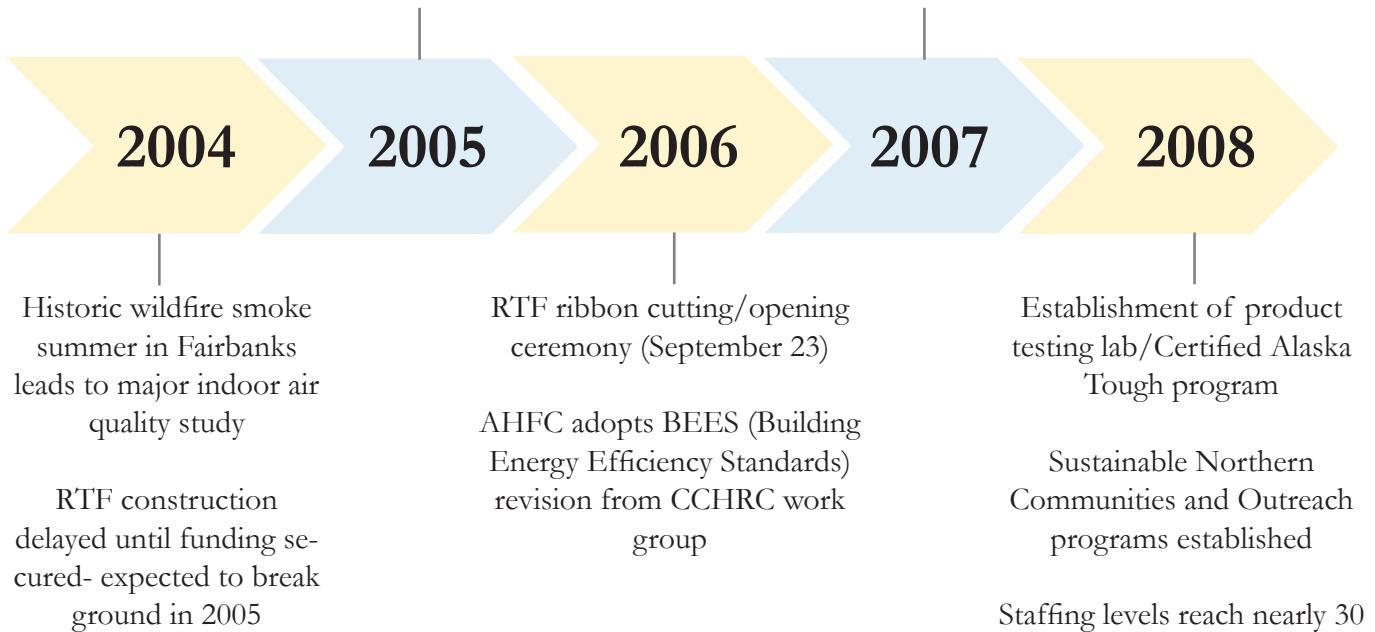 2004
2005
2006
2007
2008
Historic wildfire smoke
summer in Fairbanks
leads to major indoor air
quality study
RTF construction
delayed until funding se-
cured- expected to break
ground in 2005
RTF ribbon cutting/opening
ceremony (September 23)
AHFC adopts BEES (Building
Energy Efficiency Standards)
revision from CCHRC work
group
Establishment of product
testing lab/Certified Alaska
Tough program
Sustainable Northern
Communities and Outreach
programs established
Staffing levels reach nearly 30